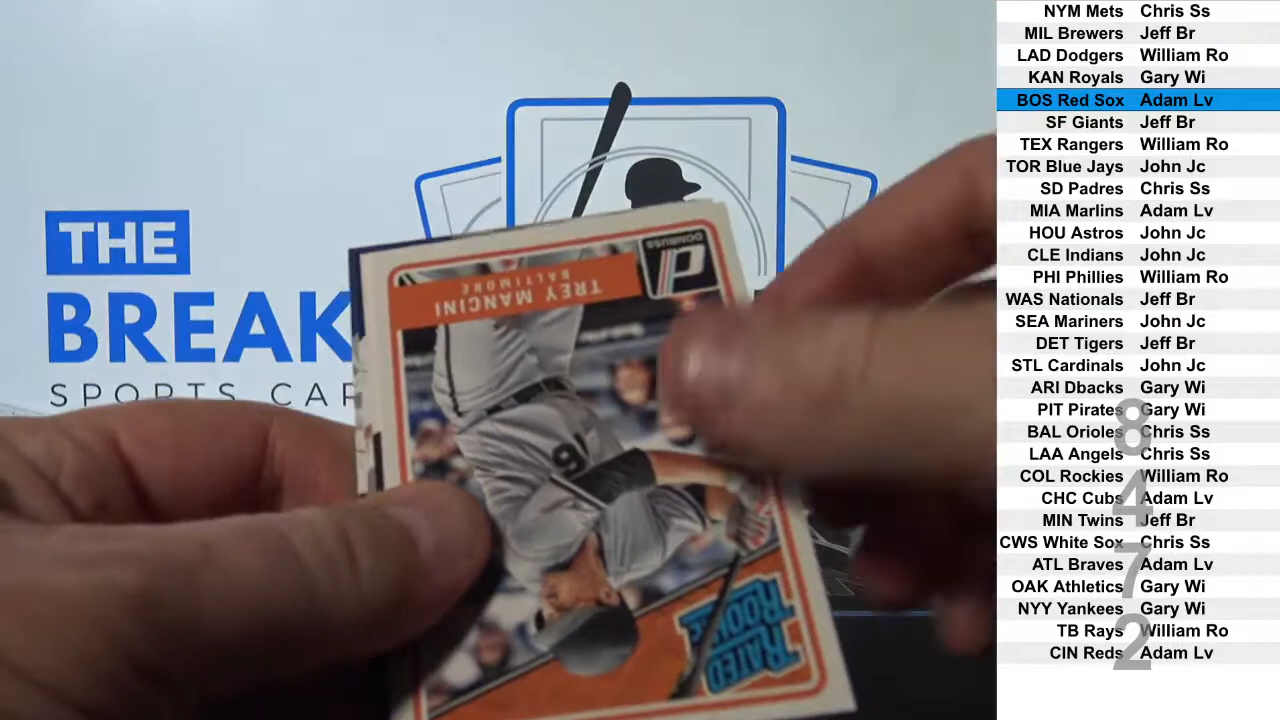 THE
BREAK
SPORTS CAR
DONRUSS
TREY MANCINI
BALTIMORE
16
RATED
ROOKIE
NYM Mets Chris Ss
MIL Brewers Jeff Br
LAD Dodgers William Ro
KAN Royals Gary Wi
BOS Red Sox Adam Lv
SF Giants Jeff Br
TEX Rangers William Ro
TOR Blue Jays John Jc
SD Padres Chris Ss
MIA Marlins Adam Lv
HOU Astros John Jc
CLE Indians John Jc
PHI Phillies William Ro
WAS Nationals Jeff Br
SEA Mariners John Jc
DET Tigers Jeff Br
STL Cardinals John Jc
ARI Dbacks Gary Wi
PIT Pirates Gary Wi
BAL Orioles Chris Ss
LAA Angels Chris Ss
COL Rockies William Ro
CHC Cubs Adam Lv
MIN Twins Jeff Br
CWS White Sox Chris Ss
ATL Braves Adam Lv
OAK Athletics Gary Wi
NYY Yankees Gary Wi
TB Rays William Ro
CIN Reds Adam Lv
8
4
7
2